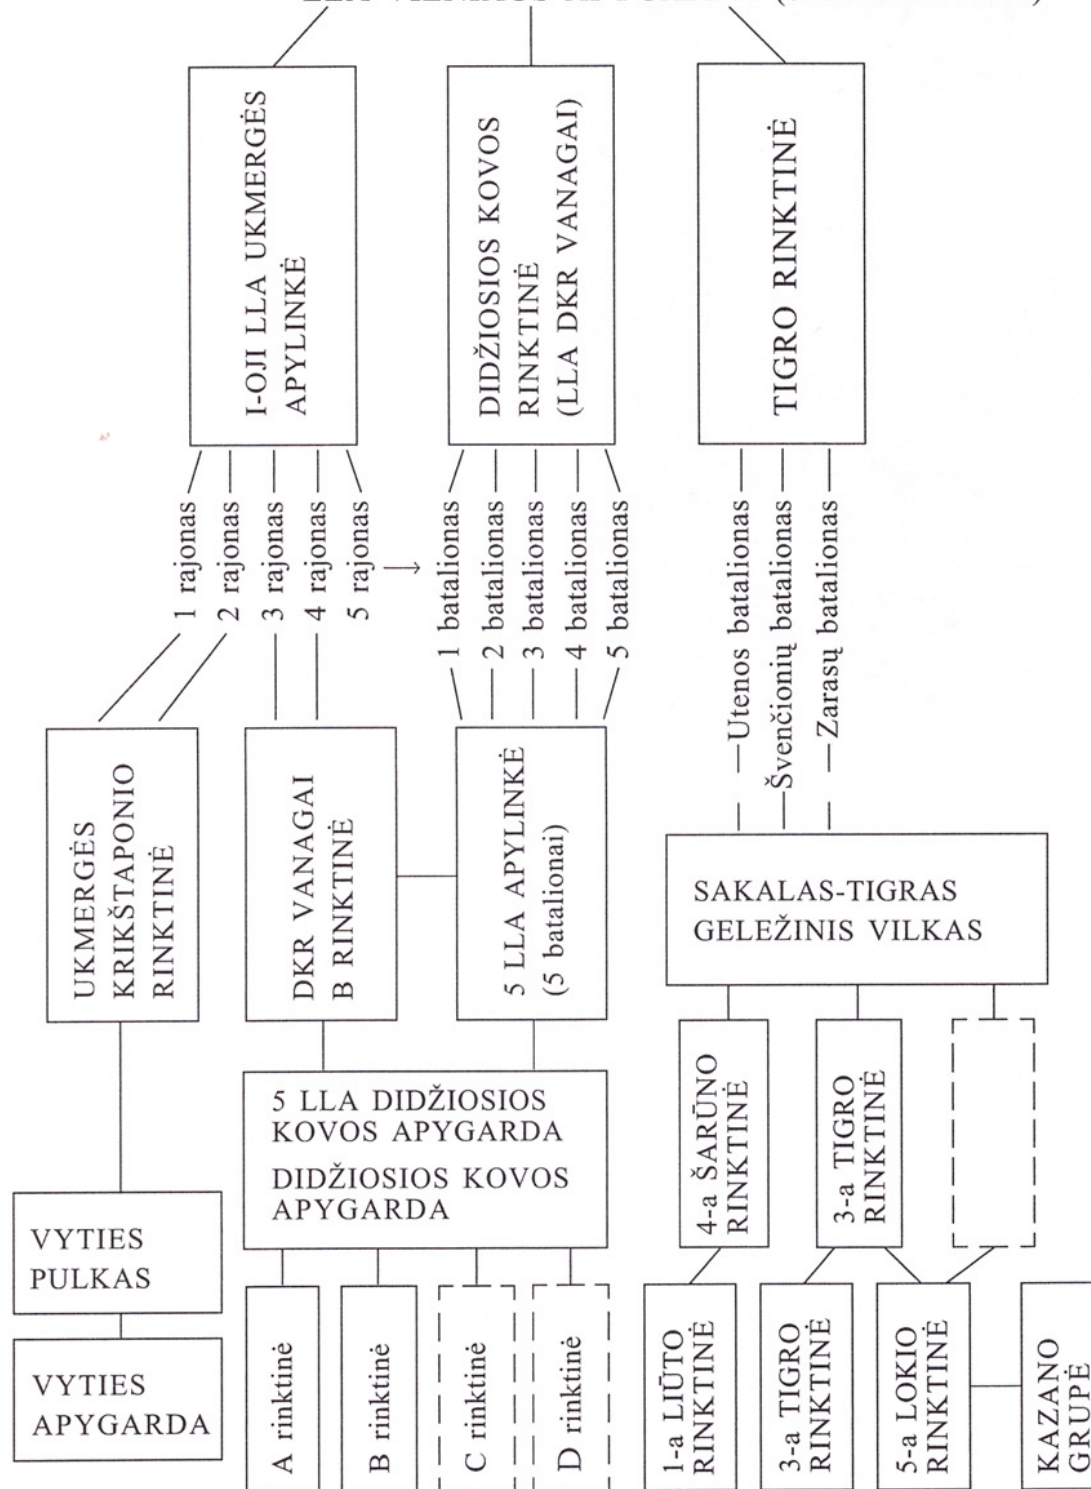 I-OJI LLA UKMERGĖS
APYLINKĖ
DIDŽIOSIOS KOVOS
RINKTINĖ
(LLA DKR VANAGAI)
TIGRO RINKTINĖ
1 rajonas
2 rajonas
3 rajonas
4 rajonas
5 rajonas
1 batalionas
2 batalionas
3 batalionas
4 batalionas
5 batalionas
Utenos batalionas
Švenčionių batalionas
Zarasų batalionas
UKMERGĖS
KRIKŠTAPONIO
RINKTINĖ
DKR VANAGAI
B RINKTINĖ
5 LLA APYLINKĖ
(5 batalionai)
SAKALAS-TIGRAS
GELEŽINIS VILKAS
5 LLA DIDŽIOSIOS
KOVOS APYGARDA
DIDŽIOSIOS KOVOS
APYGARDA
4-a ŠARŪNO
RINKTINĖ
3-a TIGRO
RINKTINĖ
VYTIES
PULKAS
VYTIES
APYGARDA
A rinktinė
B rinktinė
C rinktinė
D rinktinė
1-a LIŪTO
RINKTINĖ
3-a TIGRO
RINKTINĖ
5-a LOKIO
RINKTINĖ
KAZANO
GRUPĖ